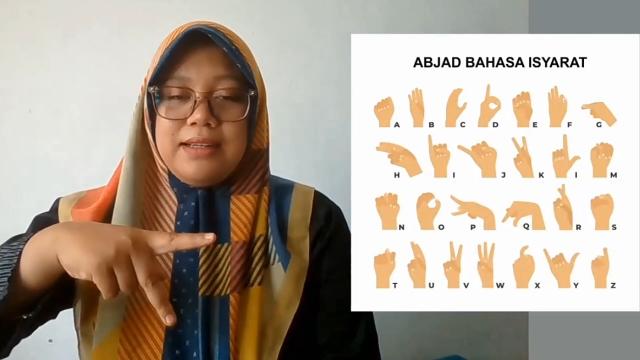 ABJAD BAHASA ISYARAT
A B C D E F G
H I J K I M
N O P Q R S
T U V W X Y Z